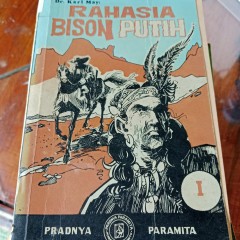 Dr. Karl May
RAHASIA
BISON PUTIH
I
PRADNYA PARAMITA